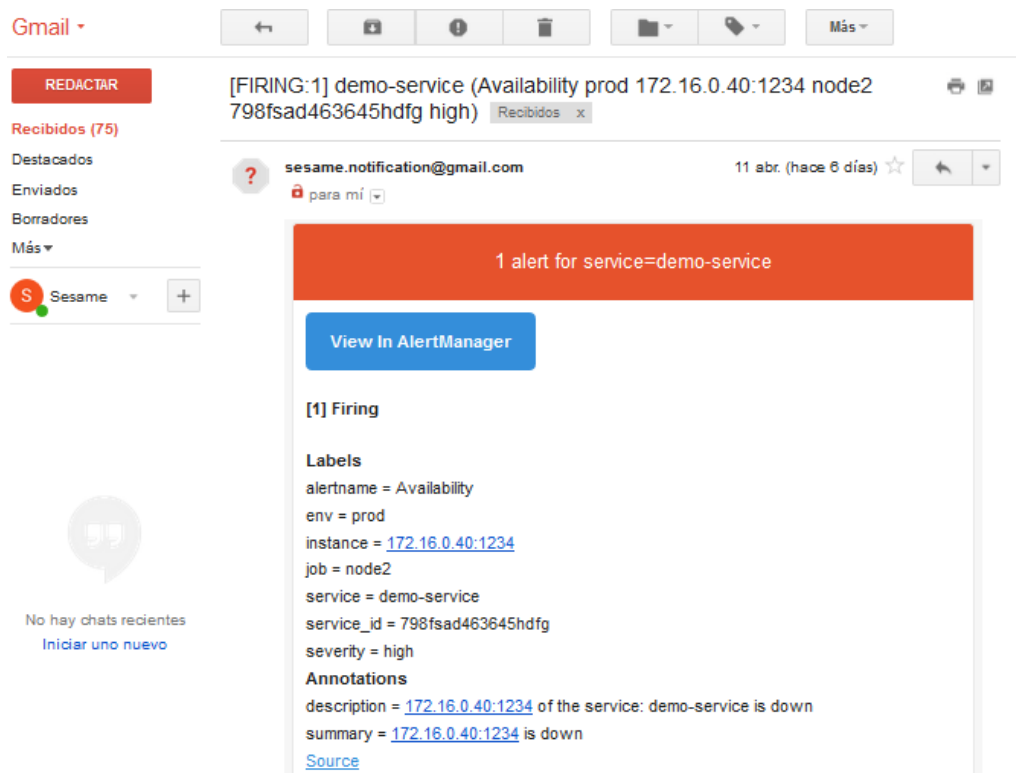 Gmail
Más
REDACTAR
Recibidos (75)
Destacados
Enviados
Borradores
Más
S Sesame
No hay chats recientes
Iniciar uno nuevo
[FIRING:1] demo-service (Availability prod 172.16.0.40:1234 node2
798fsad463645hdfg high) Recibidos x
sesame.notification@gmail.com 11 abr. (hace 6 días)
para mí
1 alert for service=demo-service
View In AlertManager
[1] Firing
Labels
alertname = Availability
env = prod
instance = 172.16.0.40:1234
job = node2
service = demo-service
service_id = 798fsad463645hdfg
severity = high
Annotations
description = 172.16.0.40:1234 of the service: demo-service is down
summary = 172.16.0.40:1234 is down
Source